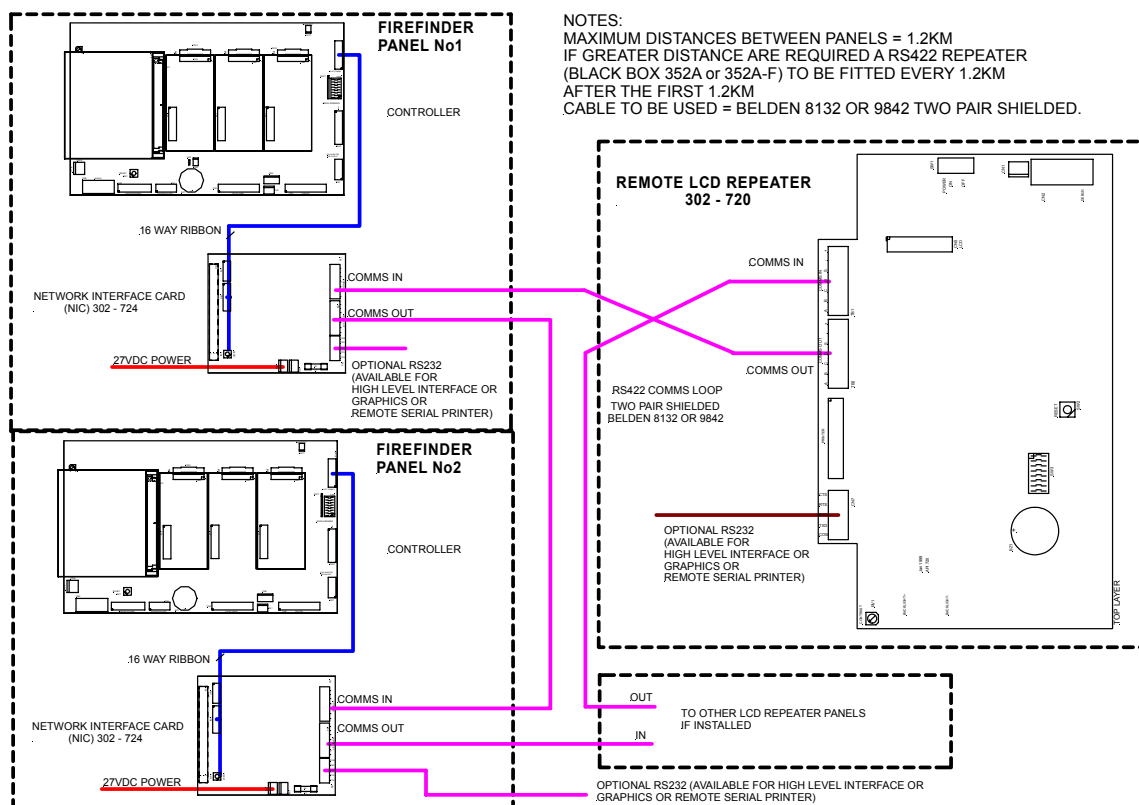 FIREFINDER
PANEL No1
CONTROLLER
16 WAY RIBBON
NETWORK INTERFACE CARD
(NIC) 302 - 724
27VDC POWER
COMMS IN
COMMS OUT
OPTIONAL RS232
(AVAILABLE FOR
HIGH LEVEL INTERFACE OR
GRAPHICS OR
REMOTE SERIAL PRINTER)
FIREFINDER
PANEL No2
CONTROLLER
16 WAY RIBBON
NETWORK INTERFACE CARD
(NIC) 302 - 724
27VDC POWER
COMMS IN
COMMS OUT
NOTES:
MAXIMUM DISTANCES BETWEEN PANELS = 1.2KM
IF GREATER DISTANCE ARE REQUIRED A RS422 REPEATER
(BLACK BOX 352A or 352A-F) TO BE FITTED EVERY 1.2KM
AFTER THE FIRST 1.2KM
CABLE TO BE USED = BELDEN 8132 OR 9842 TWO PAIR SHIELDED.
REMOTE LCD REPEATER
302 - 720
COMMS IN
COMMS OUT
RS422 COMMS LOOP
TWO PAIR SHIELDED
BELDEN 8132 OR 9842
OPTIONAL RS232
(AVAILABLE FOR
HIGH LEVEL INTERFACE OR
GRAPHICS OR
REMOTE SERIAL PRINTER)
POWER
ON
OFF
TOP LAYER
OUT
TO OTHER LCD REPEATER PANELS
IF INSTALLED
IN
OPTIONAL RS232 (AVAILABLE FOR HIGH LEVEL INTERFACE OR
GRAPHICS OR REMOTE SERIAL PRINTER)